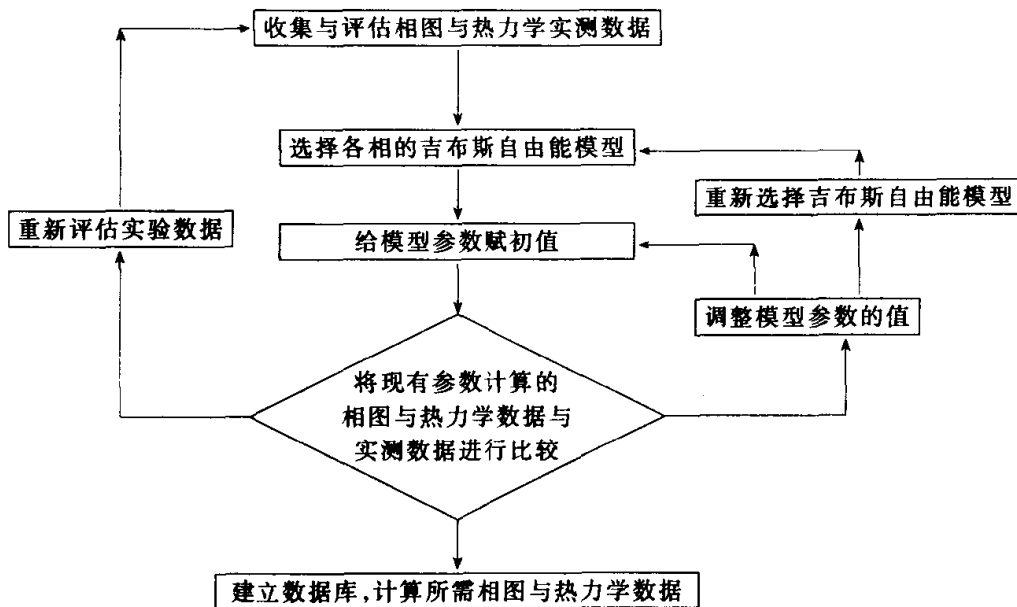 收集与评估相图与热力学实测数据
选择各相的吉布斯自由能模型
重新选择吉布斯自由能模型
重新评估实验数据
给模型参数赋初值
调整模型参数的值
将现有参数计算的
相图与热力学数据与
实测数据进行比较
建立数据库,计算所需相图与热力学数据